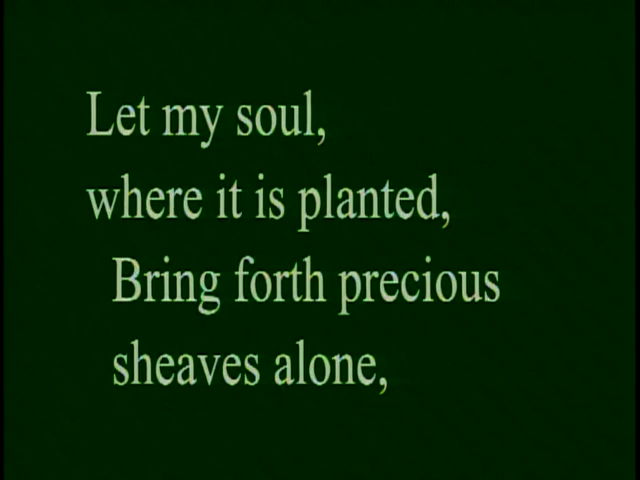 Let my soul,
where it is planted,
Bring forth precious
sheaves alone,